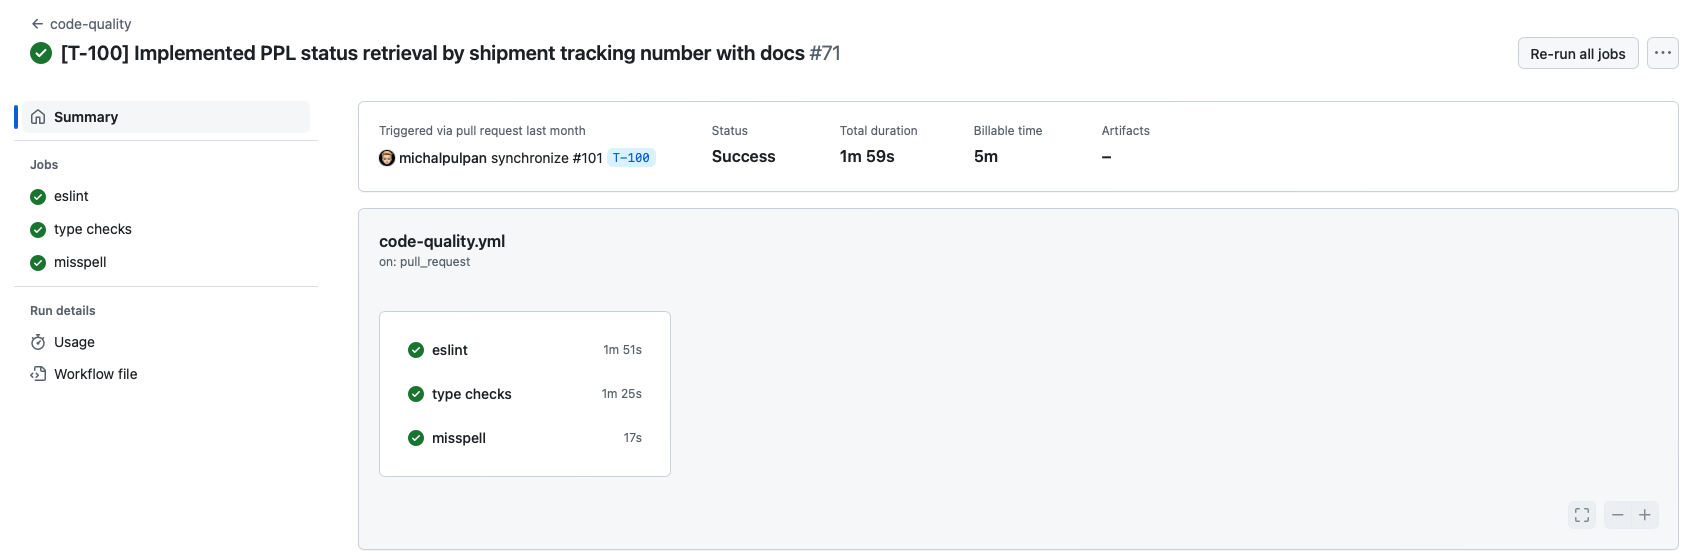 ← code-quality
[T-100] Implemented PPL status retrieval by shipment tracking number with docs #71
Re-run all jobs
Summary
Jobs
eslint
type checks
misspell
Run details
Usage
Workflow file
Triggered via pull request last month
michalpulpan synchronize #101 T-100
Status
Success
Total duration
1m 59s
Billable time
5m
Artifacts
–
code-quality.yml
on: pull_request
eslint 1m 51s
type checks 1m 25s
misspell 17s